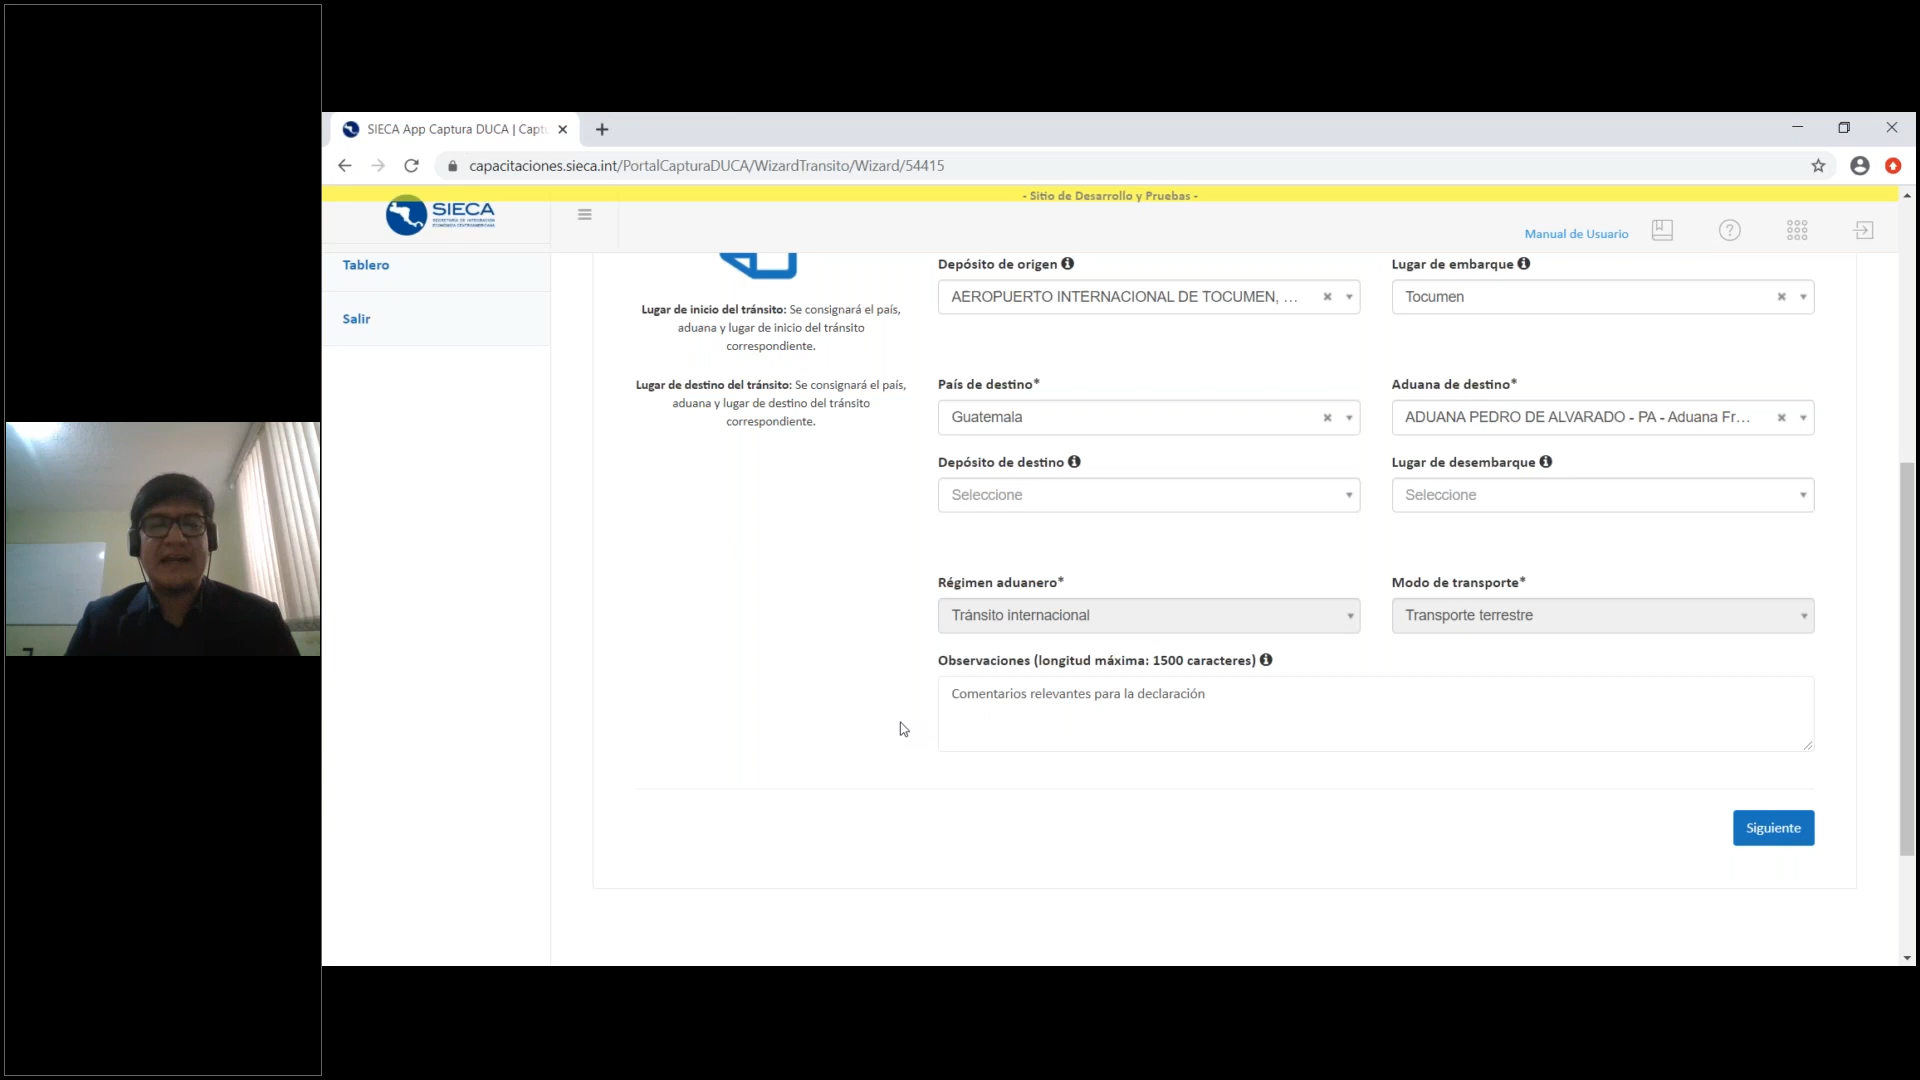 SIECA App Captura DUCA | Captu
capacitaciones.sieca.int/PortalCapturaDUCA/WizardTransito/Wizard/54415
- Sitio de Desarrollo y Pruebas -
SIECA
SECRETARÍA DE INTEGRACIÓN
ECONÓMICA CENTROAMERICANA
Manual de Usuario
Tablero
Salir
Lugar de inicio del tránsito: Se consignará el país,
aduana y lugar de inicio del tránsito
correspondiente.
Lugar de destino del tránsito: Se consignará el país,
aduana y lugar de destino del tránsito
correspondiente.
Depósito de origen
Lugar de embarque
AEROPUERTO INTERNACIONAL DE TOCUMEN, ...
Tocumen
País de destino*
Aduana de destino*
Guatemala
ADUANA PEDRO DE ALVARADO - PA - Aduana Fr...
Depósito de destino
Lugar de desembarque
Seleccione
Seleccione
Régimen aduanero*
Modo de transporte*
Tránsito internacional
Transporte terrestre
Observaciones (longitud máxima: 1500 caracteres)
Comentarios relevantes para la declaración
Siguiente